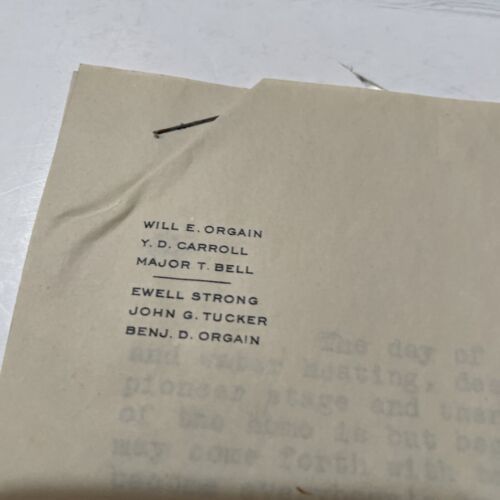 WILL E. ORGAIN
Y. D. CARROLL
MAJOR T. BELL
EWELL STRONG
JOHN G. TUCKER
BENJ. D. ORGAIN
The day of
and water heating,
pioneer stage and
of the home is but
may come forth with